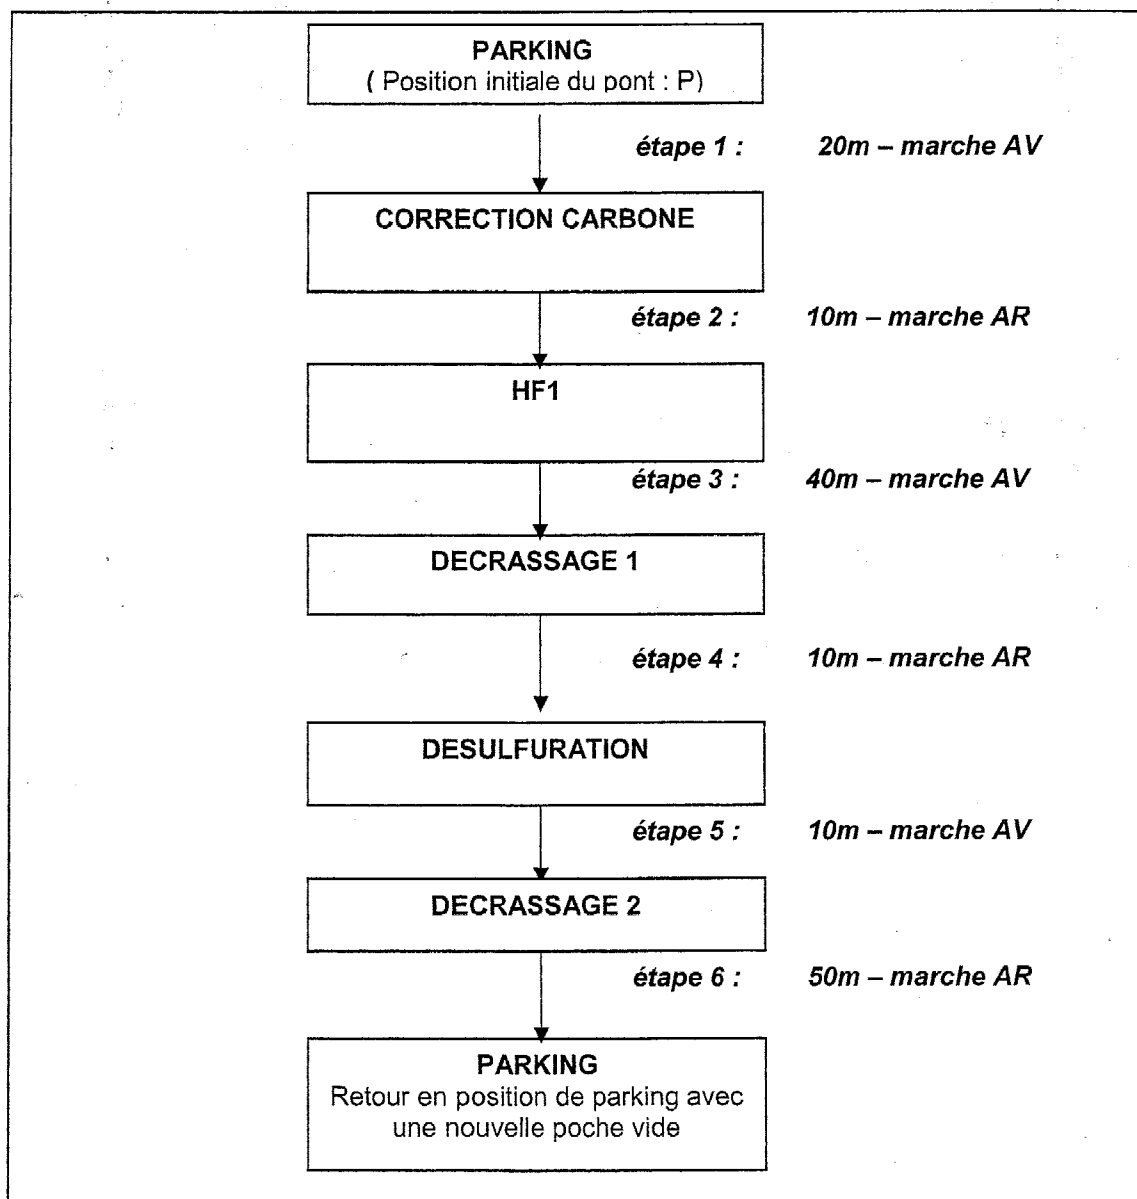 PARKING
( Position initiale du pont : P)
étape 1 : 20m – marche AV
CORRECTION CARBONE
étape 2 : 10m – marche AR
HF1
étape 3 : 40m – marche AV
DECRASSAGE 1
étape 4 : 10m – marche AR
DESULFURATION
étape 5 : 10m – marche AV
DECRASSAGE 2
étape 6 : 50m – marche AR
PARKING
Retour en position de parking avec
une nouvelle poche vide